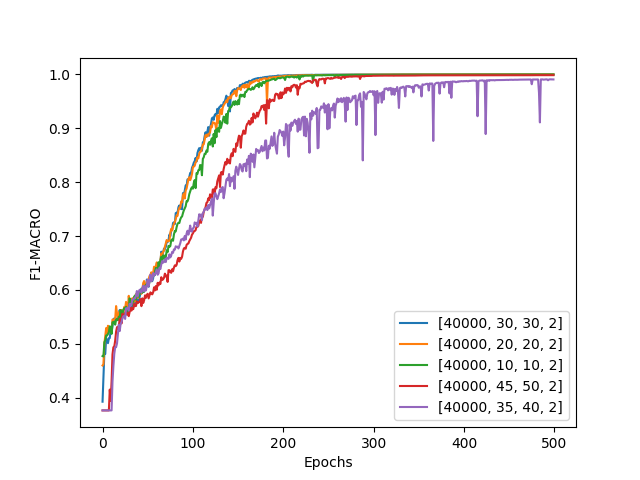 1.0
0.9
0.8
0.7
0.6
0.5
0.4
F1-MACRO
0 100 200 300 400 500
Epochs
[40000, 30, 30, 2]
[40000, 20, 20, 2]
[40000, 10, 10, 2]
[40000, 45, 50, 2]
[40000, 35, 40, 2]